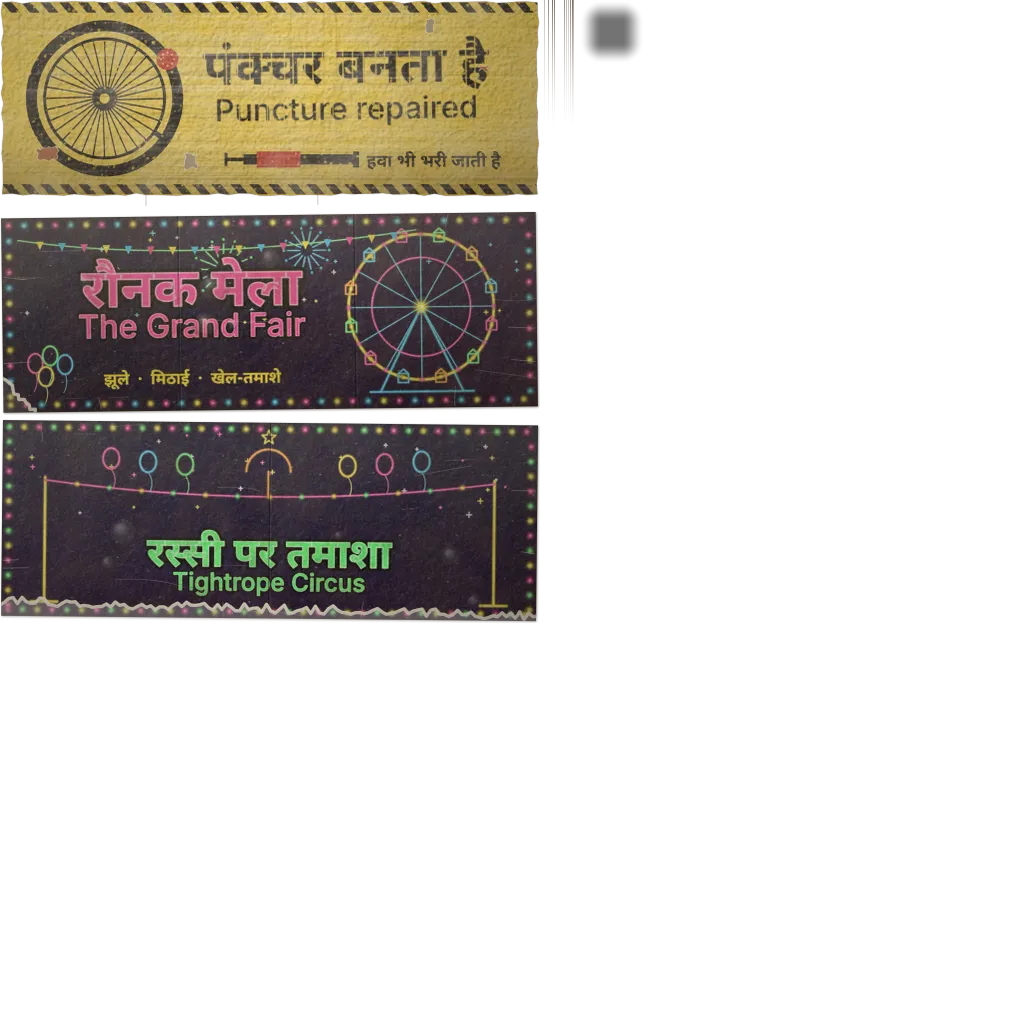 पंक्चर बनता है
Puncture repaired
हवा भी भरी जाती है
रौनक मेला
The Grand Fair
झूले · मिठाई · खेल-तमाशे
रस्सी पर तमाशा
Tightrope Circus